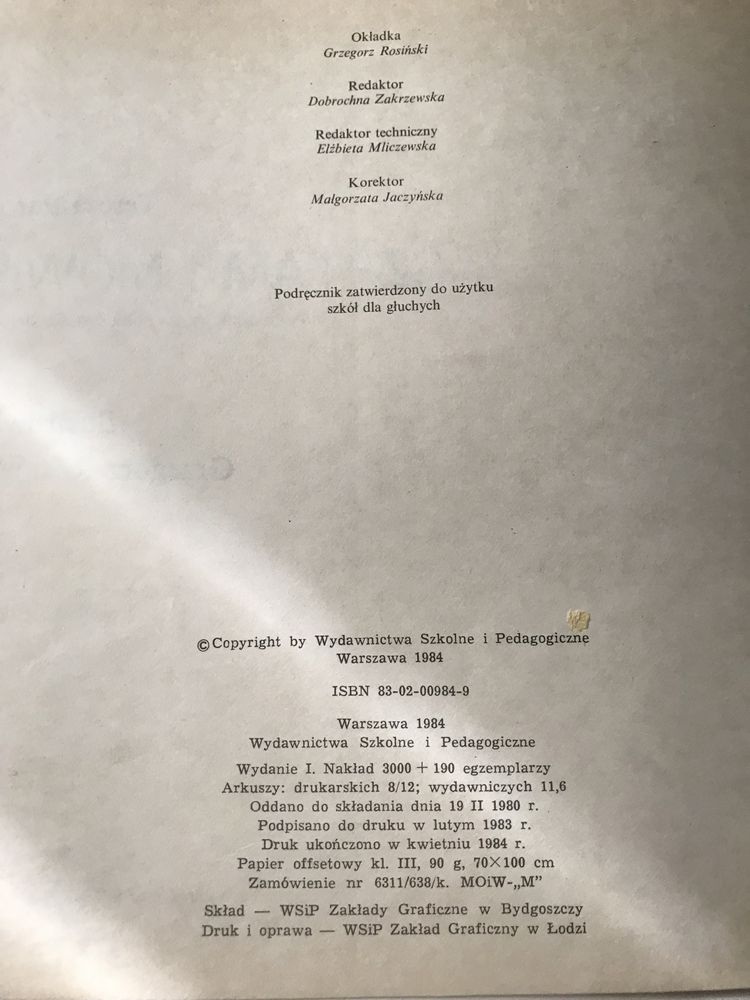 Okładka
Grzegorz Rosiński
Redaktor
Dobrochna Zakrzewska
Redaktor techniczny
Elżbieta Mliczewska
Korektor
Małgorzata Jaczyńska
Podręcznik zatwierdzony do użytku
szkół dla głuchych
© Copyright by Wydawnictwa Szkolne i Pedagogiczne
Warszawa 1984
ISBN 83-02-00984-9
Warszawa 1984
Wydawnictwa Szkolne i Pedagogiczne
Wydanie I. Nakład 3000 + 190 egzemplarzy
Arkuszy: drukarskich 8/12; wydawniczych 11,6
Oddano do składania dnia 19 II 1980 r.
Podpisano do druku w lutym 1983 r.
Druk ukończono w kwietniu 1984 r.
Papier offsetowy kl. III, 90 g, 70×100 cm
Zamówienie nr 6311/638/k. MOiW-„M”
Skład — WSiP Zakłady Graficzne w Bydgoszczy
Druk i oprawa — WSiP Zakład Graficzny w Łodzi